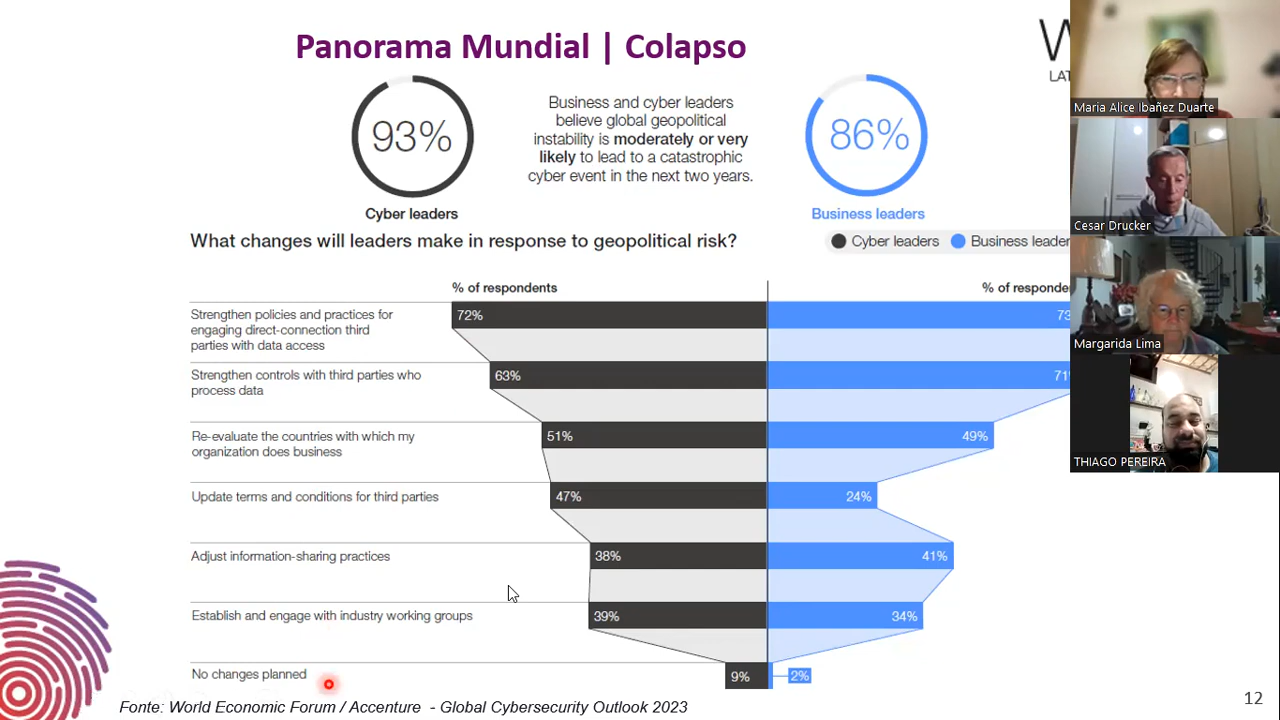 Panorama Mundial | Colapso
93%
Cyber leaders
Business and cyber leaders
believe global geopolitical
instability is moderately or very
likely to lead to a catastrophic
cyber event in the next two years.
86%
Business leaders
W
LAT
What changes will leaders make in response to geopolitical risk?
Cyber leaders
Business leader
% of respondents
% of responde
Strengthen policies and practices for
engaging direct-connection third
parties with data access
72%
73
Strengthen controls with third parties who
process data
63%
71
Re-evaluate the countries with which my
organization does business
51%
49%
Update terms and conditions for third parties
47%
24%
Adjust information-sharing practices
38%
41%
Establish and engage with industry working groups
39%
34%
No changes planned
9%
2%
Fonte: World Economic Forum / Accenture - Global Cybersecurity Outlook 2023
12
Maria Alice Ibañez Duarte
Cesar Drucker
Margarida Lima
THIAGO PEREIRA